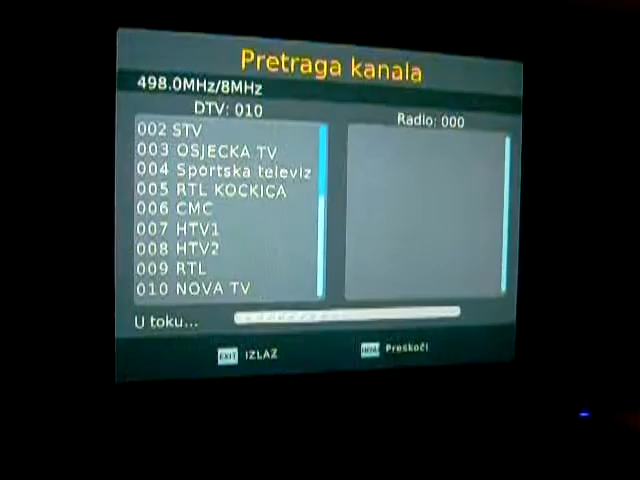 Pretraga kanala
498.0MHz/8MHz
DTV: 010
Radio: 000
002 STV
003 OSJECKA TV
004 Sportska televiz
005 RTL KOCKICA
006 CMC
007 HTV1
008 HTV2
009 RTL
010 NOVA TV
U toku...
EXIT IZLAZ
MENU Preskoči